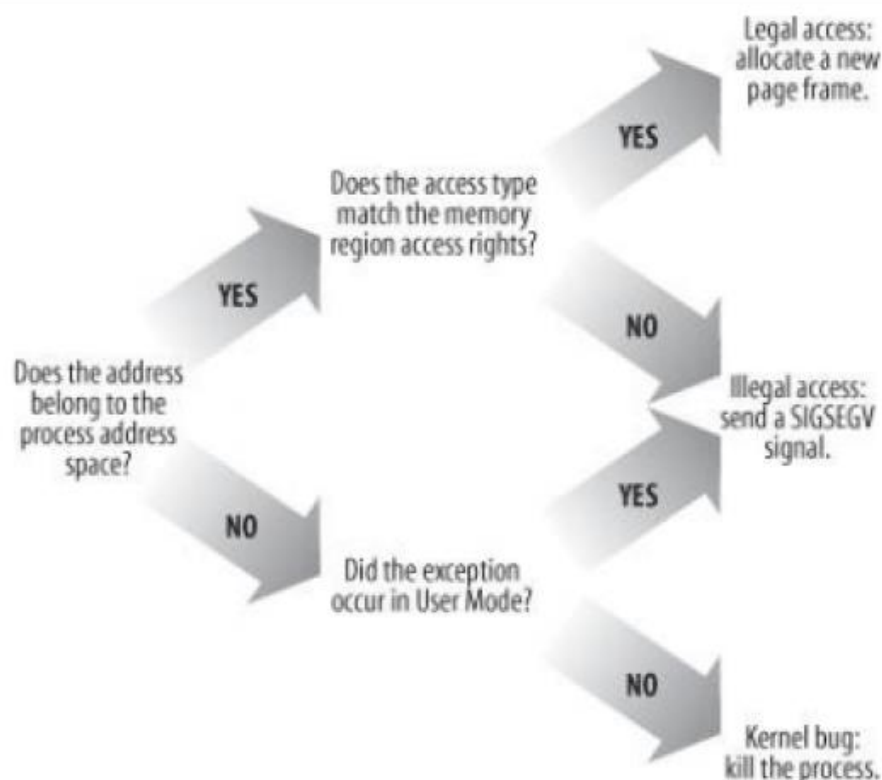 Legal access:
allocate a new
page frame.
YES
Does the access type
match the memory
region access rights?
YES
NO
Does the address
belong to the
process address
space?
Illegal access:
send a SIGSEGV
signal.
NO
YES
Did the exception
occur in User Mode?
NO
Kernel bug:
kill the process.